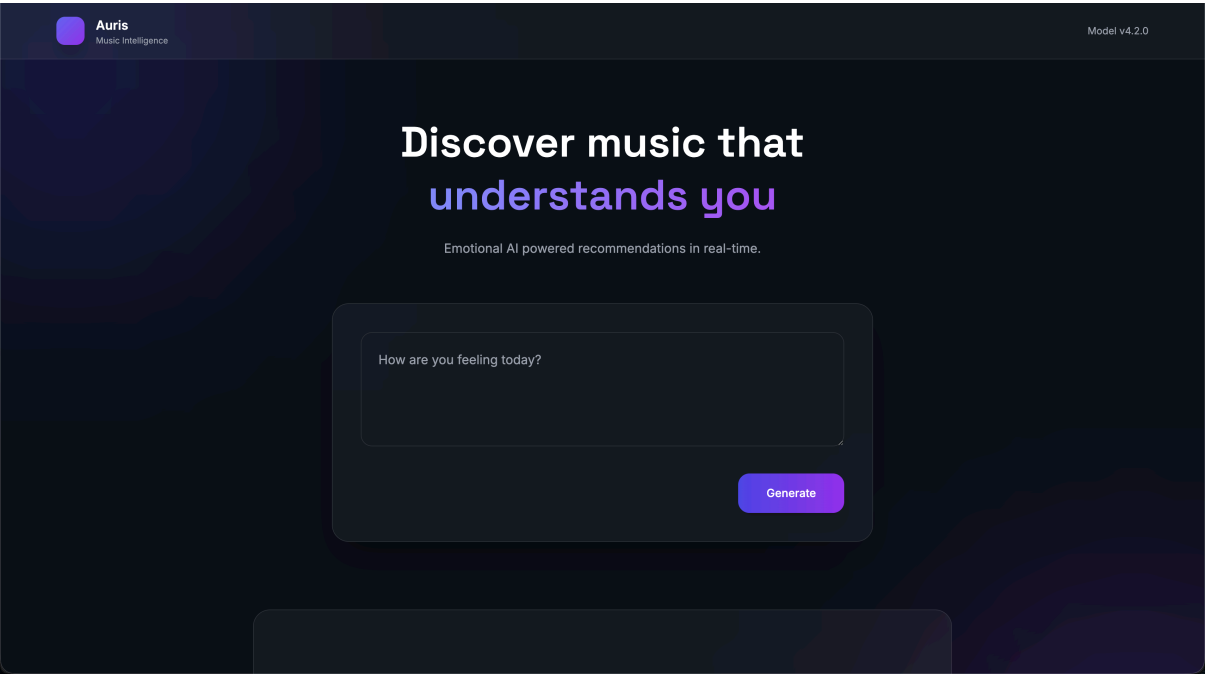 Auris
Music Intelligence
Model v4.2.0
Discover music that
understands you
Emotional AI powered recommendations in real-time.
How are you feeling today?
Generate